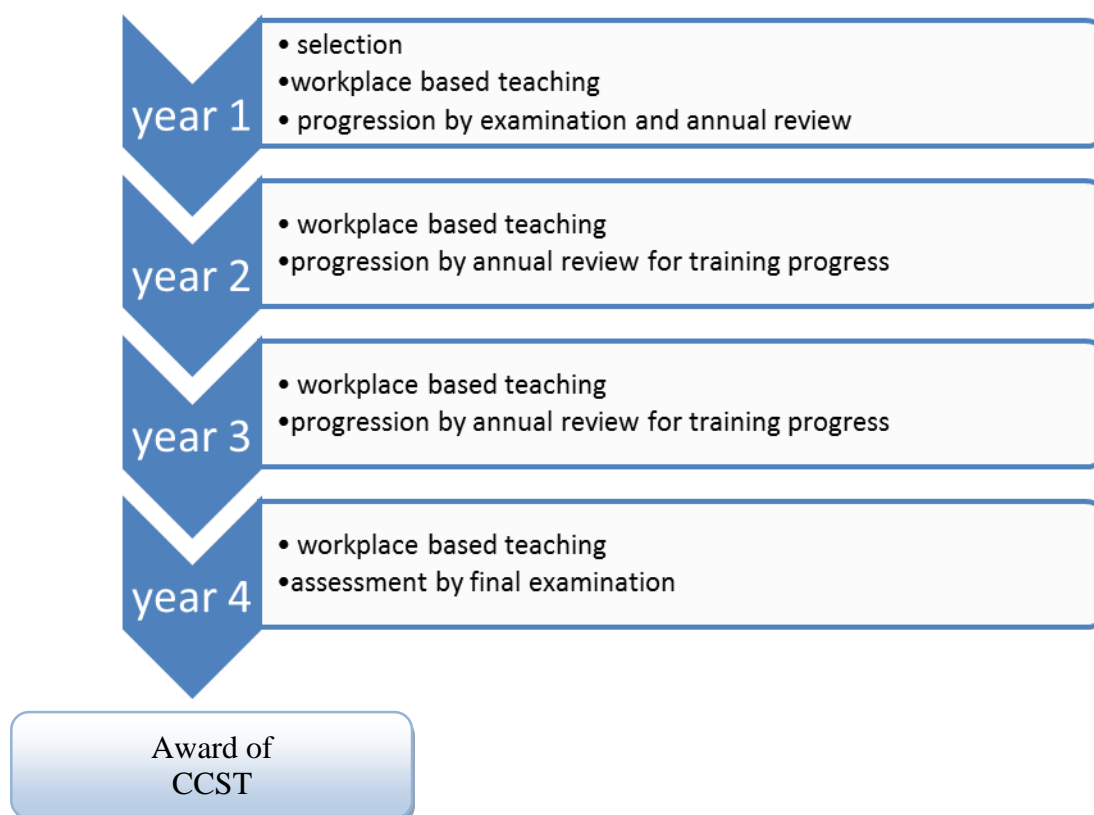 year 1
• selection
•workplace based teaching
• progression by examination and annual review
year 2
• workplace based teaching
•progression by annual review for training progress
year 3
• workplace based teaching
•progression by annual review for training progress
year 4
• workplace based teaching
•assessment by final examination
Award of
CCST